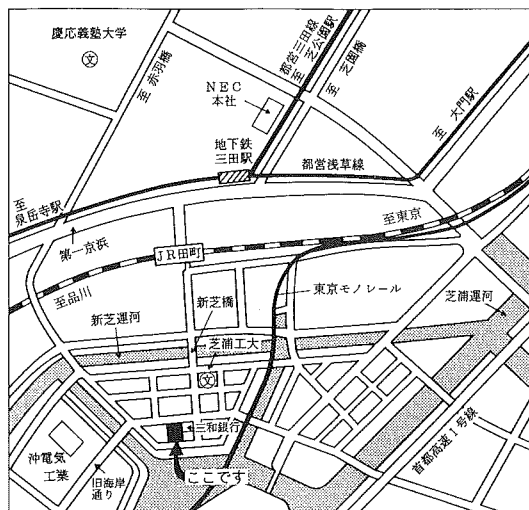 慶応義塾大学
文
至赤羽橋
都営三田線
至芝公園駅
至芝園橋
NEC
本社
至大門駅
地下鉄
三田駅
都営浅草線
至
泉岳寺駅
第一京浜
至東京
JR田町
至品川
東京モノレール
新芝橋
新芝運河
芝浦運河
芝浦工大
文
三和銀行
首都高速1号線
沖電気
工業
旧海岸
通り
ここです